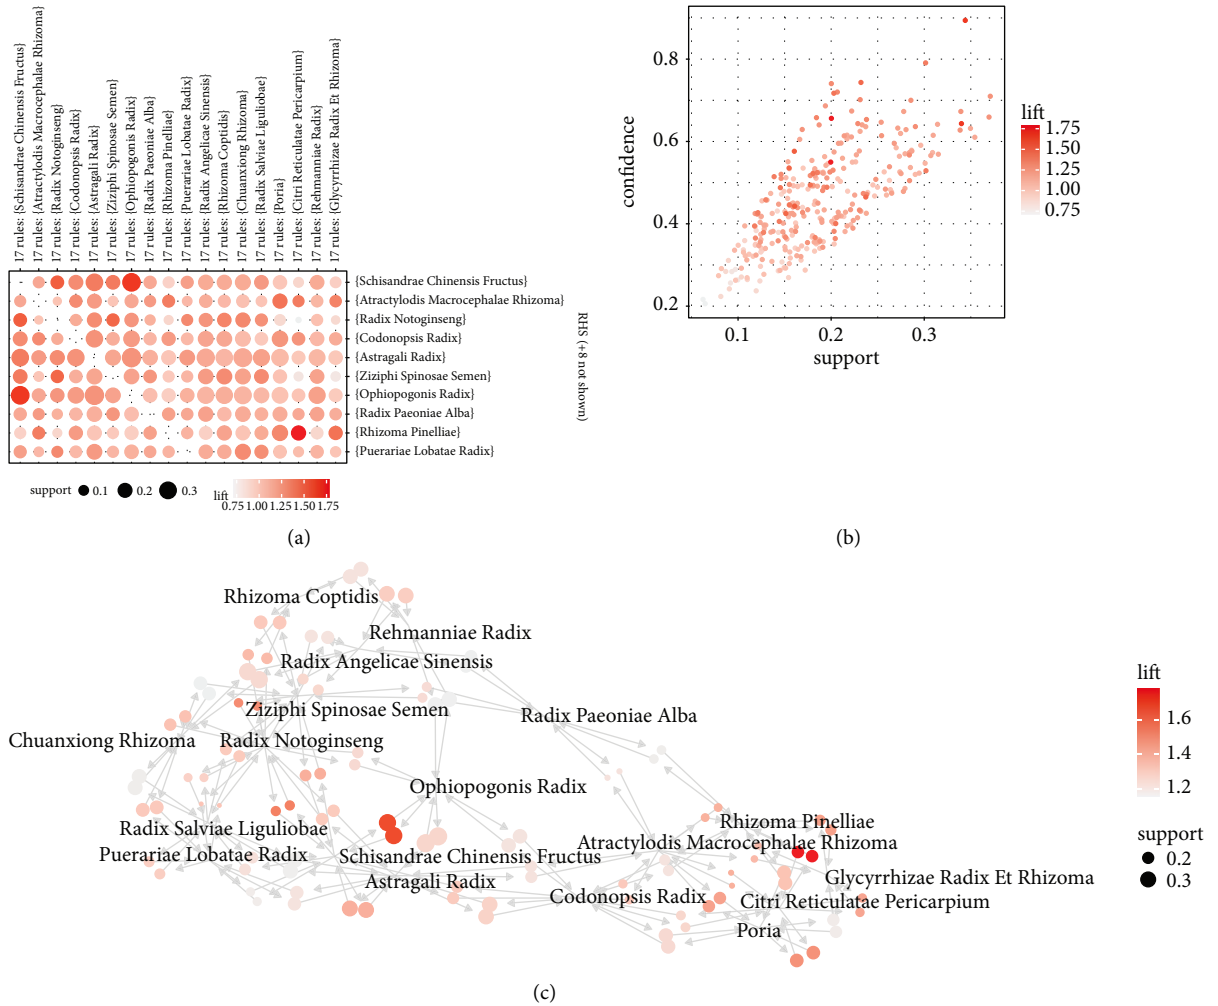 (a)
17 rules: {Schisandrae Chinensis Fructus}
17 rules: {Atractylodis Macrocephalae Rhizoma}
17 rules: {Radix Notoginseng}
17 rules: {Codonopsis Radix}
17 rules: {Astragali Radix}
17 rules: {Ziziphi Spinosae Semen}
17 rules: {Ophiopogonis Radix}
17 rules: {Radix Paeoniae Alba}
17 rules: {Rhizoma Pinelliae}
17 rules: {Puerariae Lobatae Radix}
17 rules: {Radix Angelicae Sinensis}
17 rules: {Rhizoma Coptidis}
17 rules: {Chuanxiong Rhizoma}
17 rules: {Radix Salviae Liguliobae}
17 rules: {Poria}
17 rules: {Citri Reticulatae Pericarpium}
17 rules: {Rehmanniae Radix}
17 rules: {Glycyrrhizae Radix Et Rhizoma}
{Schisandrae Chinensis Fructus}
{Atractylodis Macrocephalae Rhizoma}
{Radix Notoginseng}
{Codonopsis Radix}
{Astragali Radix}
{Ziziphi Spinosae Semen}
{Ophiopogonis Radix}
{Radix Paeoniae Alba}
{Rhizoma Pinelliae}
{Puerariae Lobatae Radix}
RHS (+8 not shown)
support 0.1 0.2 0.3
lift 0.75 1.00 1.25 1.50 1.75
confidence
0.8
0.6
0.4
0.2
0.1 0.2 0.3
support
lift
1.75
1.50
1.25
1.00
0.75
(b)
Rhizoma Coptidis
Rehmanniae Radix
Radix Angelicae Sinensis
Ziziphi Spinosae Semen
Radix Paeoniae Alba
Chuanxiong Rhizoma
Radix Notoginseng
Ophiopogonis Radix
Radix Salviae Liguliobae
Rhizoma Pinelliae
Atractylodis Macrocephalae Rhizoma
Puerariae Lobatae Radix
Schisandrae Chinensis Fructus
Astragali Radix
Glycyrrhizae Radix Et Rhizoma
Codonopsis Radix
Citri Reticulatae Pericarpium
Poria
lift
1.6
1.4
1.2
support
0.2
0.3
(c)